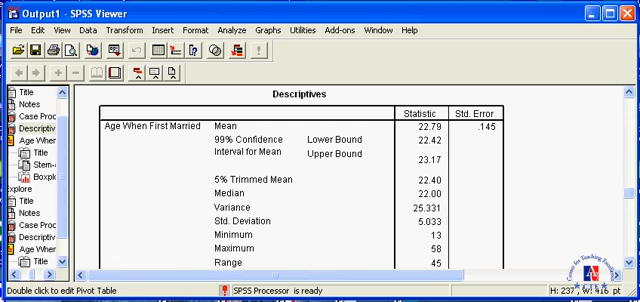 Output1 - SPSS Viewer
File Edit View Data Transform Insert Format Analyze Graphs Utilities Add-ons Window Help
Title
Notes
Case Proc
Descriptiv
Age Wher
Title
Stem-a
Boxplo
xplore
Title
Notes
Case Proc
Descriptiv
Age Wher
Title
Descriptives
Statistic Std. Error
Age When First Married Mean 22.79 .145
99% Confidence Interval for Mean Lower Bound 22.42
Upper Bound 23.17
5% Trimmed Mean 22.40
Median 22.00
Variance 25.331
Std. Deviation 5.033
Minimum 13
Maximum 58
Range 45
Double click to edit Pivot Table SPSS Processor is ready H: 237 , W: 416 pt